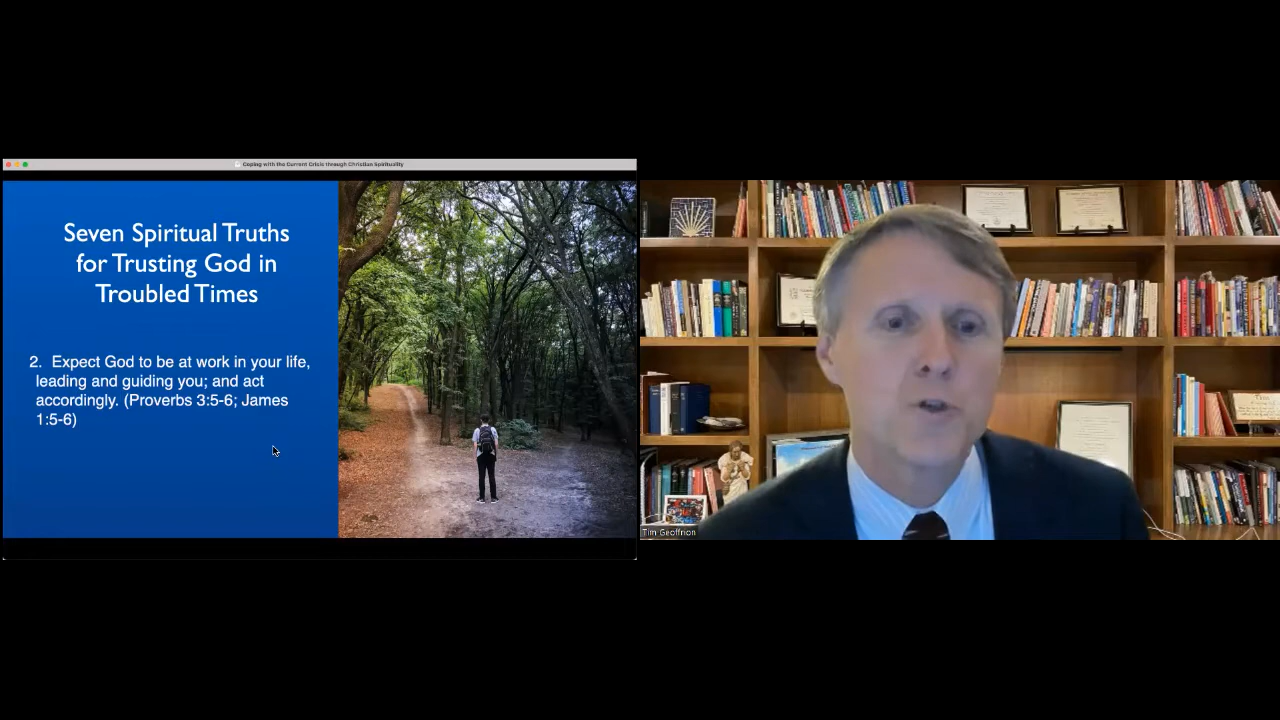 Coping with the Current Crisis through Christian Spirituality
Seven Spiritual Truths
for Trusting God in
Troubled Times
2. Expect God to be at work in your life,
leading and guiding you; and act
accordingly. (Proverbs 3:5-6; James
1:5-6)
Tim Geoffrion